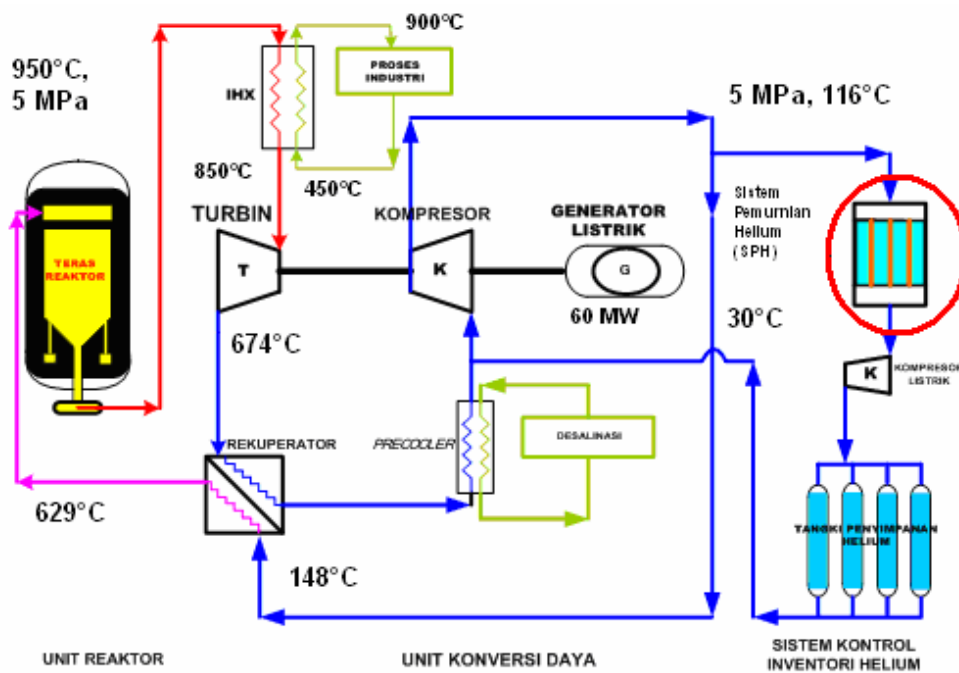 950°C,
5 MPa
900°C
PROSES
INDUSTRI
IHX
850°C
450°C
5 MPa, 116°C
TURBIN
KOMPRESOR
GENERATOR
LISTRIK
Sistem
Pemurnian
Helium
(SPH)
TERAS
REAKTOR
T
K
G
60 MW
30°C
674°C
K
KOMPRESOR
LISTRIK
REKUPERATOR
PRECOOLER
DESALINASI
629°C
TANGKI PENYIMPANAN
HELIUM
148°C
UNIT REAKTOR
UNIT KONVERSI DAYA
SISTEM KONTROL
INVENTORI HELIUM